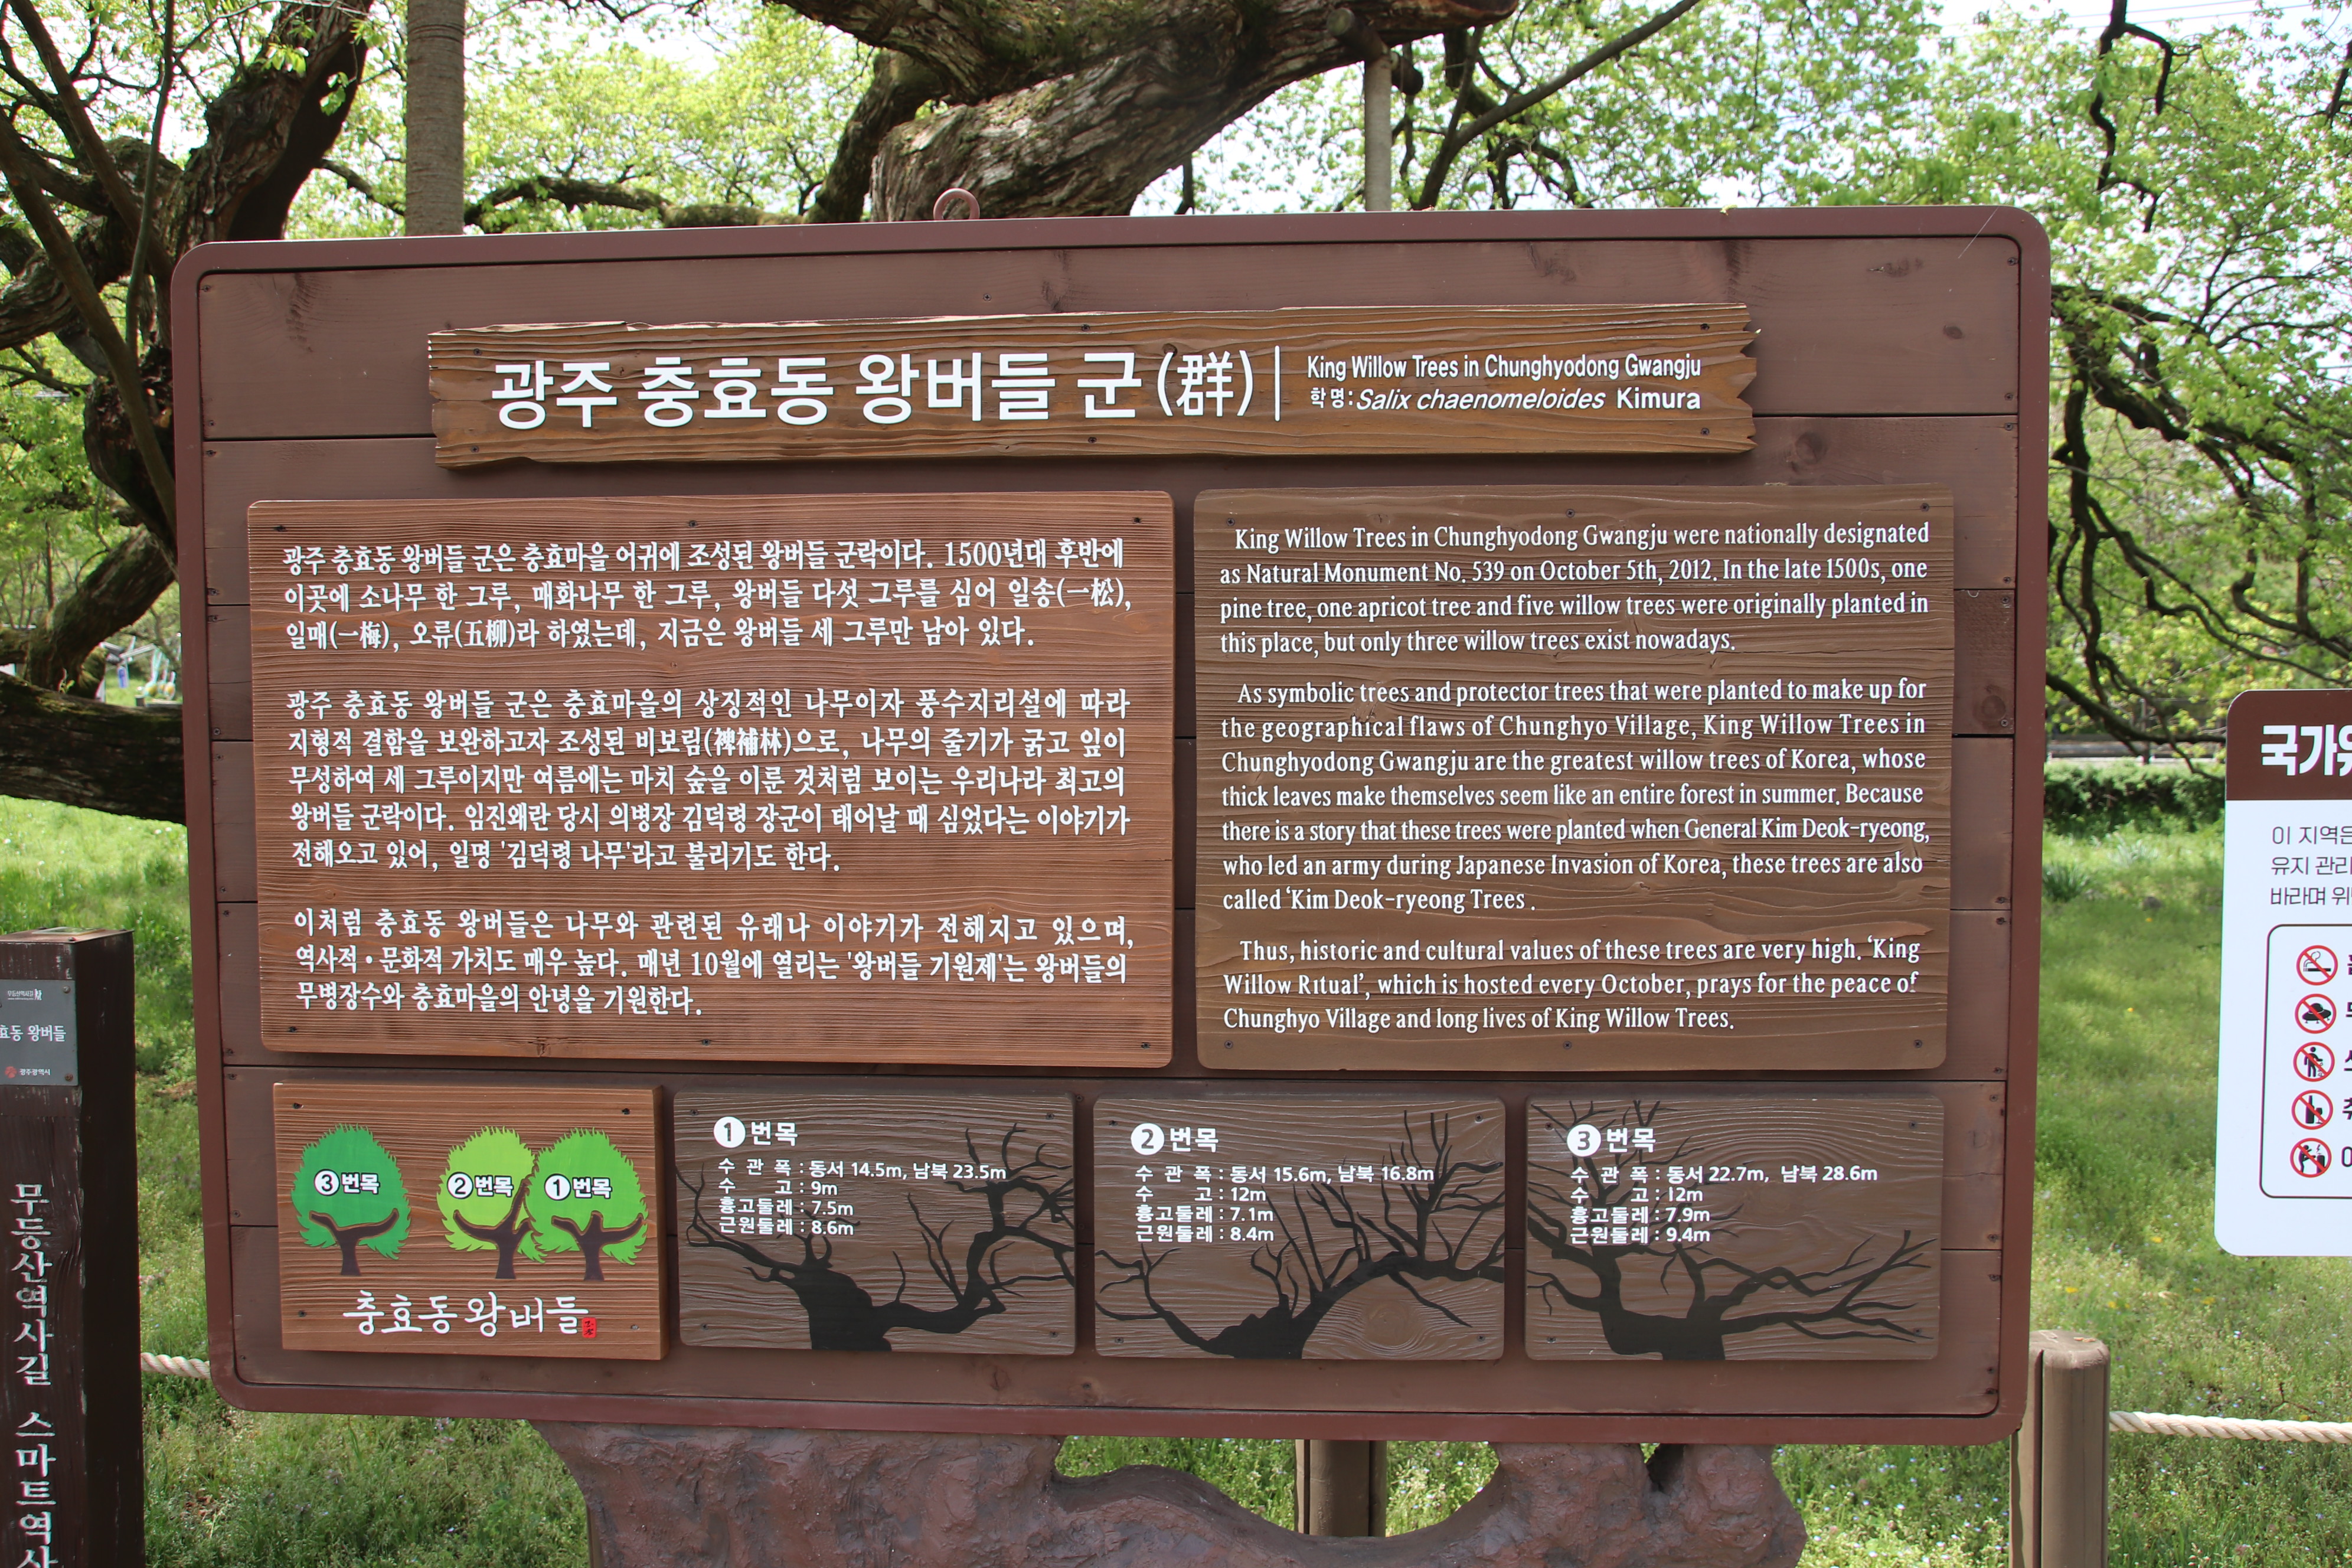 광주 충효동 왕버들 군(群)
King Willow Trees in Chunghyodong Gwangju
학명:Salix chaenomeloides Kimura
광주 충효동 왕버들 군은 충효마을 어귀에 조성된 왕버들 군락이다. 1500년대 후반에
이곳에 소나무 한 그루, 매화나무 한 그루, 왕버들 다섯 그루를 심어 일송(一松),
일매(一梅), 오류(五柳)라 하였는데, 지금은 왕버들 세 그루만 남아 있다.
광주 충효동 왕버들 군은 충효마을의 상징적인 나무이자 풍수지리설에 따라
지형적 결함을 보완하고자 조성된 비보림(裨補林)으로, 나무의 줄기가 굵고 잎이
무성하여 세 그루이지만 여름에는 마치 숲을 이룬 것처럼 보이는 우리나라 최고의
왕버들 군락이다. 임진왜란 당시 의병장 김덕령 장군이 태어날 때 심었다는 이야기가
전해오고 있어, 일명 '김덕령 나무'라고 불리기도 한다.
이처럼 충효동 왕버들은 나무와 관련된 유래나 이야기가 전해지고 있으며,
역사적·문화적 가치도 매우 높다. 매년 10월에 열리는 '왕버들 기원제'는 왕버들의
무병장수와 충효마을의 안녕을 기원한다.
King Willow Trees in Chunghyodong Gwangju were nationally designated
as Natural Monument No. 539 on October 5th, 2012. In the late 1500s, one
pine tree, one apricot tree and five willow trees were originally planted in
this place, but only three willow trees exist nowadays.
As symbolic trees and protector trees that were planted to make up for
the geographical flaws of Chunghyo Village, King Willow Trees in
Chunghyodong Gwangju are the greatest willow trees of Korea, whose
thick leaves make themselves seem like an entire forest in summer. Because
there is a story that these trees were planted when General Kim Deok-ryeong,
who led an army during Japanese Invasion of Korea, these trees are also
called 'Kim Deok-ryeong Trees .
Thus, historic and cultural values of these trees are very high. 'King
Willow Ritual', which is hosted every October, prays for the peace of
Chunghyo Village and long lives of King Willow Trees.
③번목
②번목
①번목
충효동 왕버들
① 번목
수 관 폭 : 동서 14.5m, 남북 23.5m
수 고 : 9m
흉고둘레 : 7.5m
근원둘레 : 8.6m
② 번목
수 관 폭 : 동서 15.6m, 남북 16.8m
수 고 : 12m
흉고둘레 : 7.1m
근원둘레 : 8.4m
③ 번목
수 관 폭 : 동서 22.7m, 남북 28.6m
수 고 : 12m
흉고둘레 : 7.9m
근원둘레 : 9.4m
효동 왕버들
광주광역시
무등산역사길 스마트역사
국가
이 지역은
유지 관리
바라며